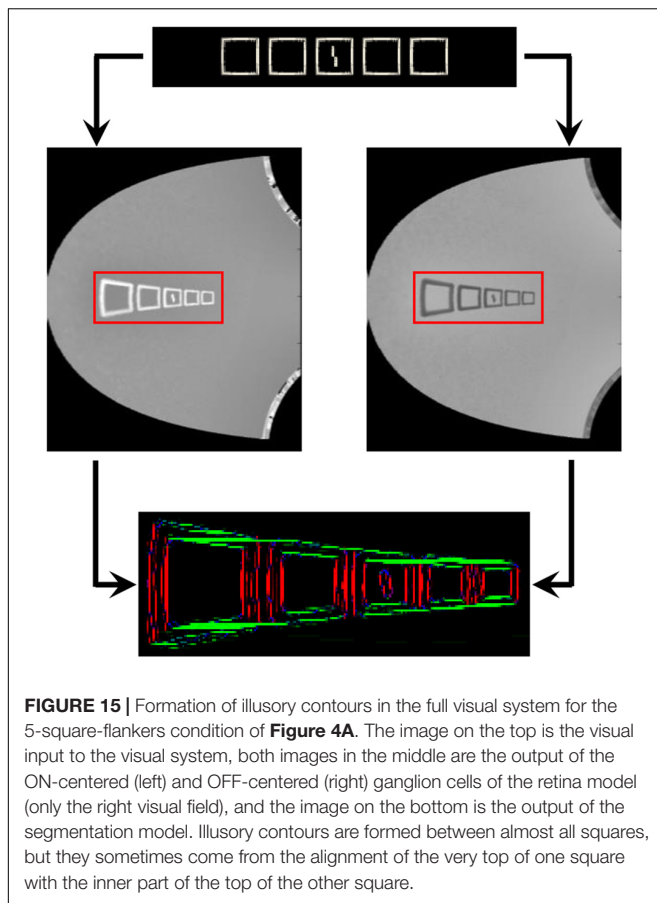 FIGURE 15 | Formation of illusory contours in the full visual system for the
5-square-flankers condition of Figure 4A. The image on the top is the visual
input to the visual system, both images in the middle are the output of the
ON-centered (left) and OFF-centered (right) ganglion cells of the retina model
(only the right visual field), and the image on the bottom is the output of the
segmentation model. Illusory contours are formed between almost all squares,
but they sometimes come from the alignment of the very top of one square
with the inner part of the top of the other square.